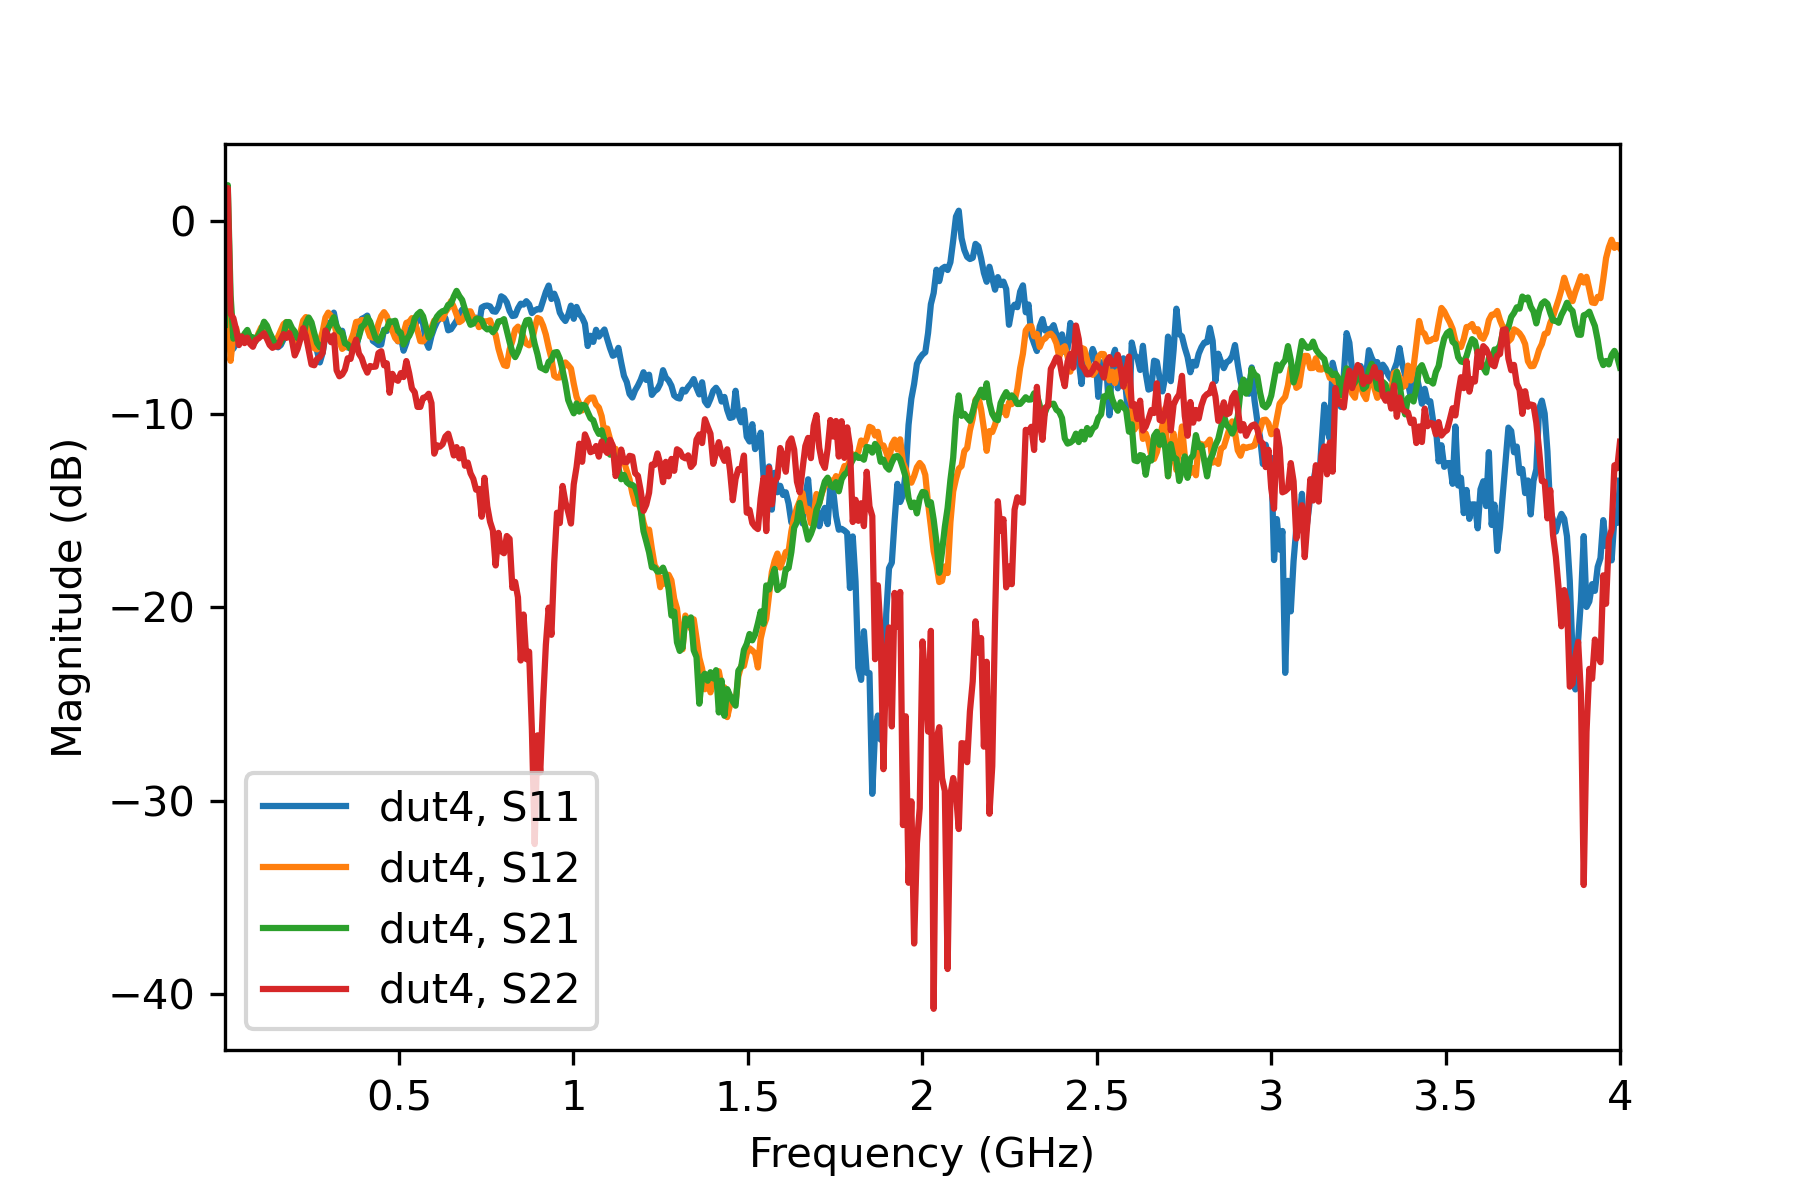 0
−10
−20
−30
−40
Magnitude (dB)
dut4, S11
dut4, S12
dut4, S21
dut4, S22
0.5 1 1.5 2 2.5 3 3.5 4
Frequency (GHz)